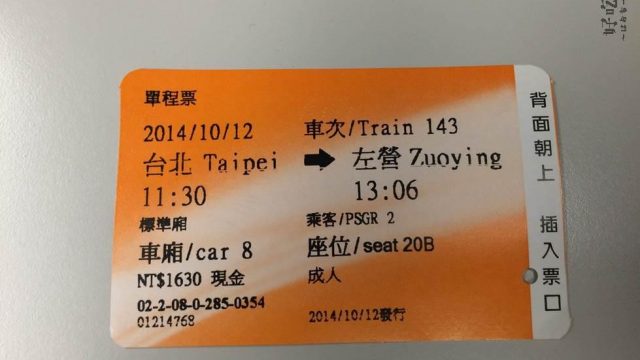 單程票
2014/10/12 車次/Train 143
台北 Taipei ➡ 左營 Zuoying
11:30 13:06
標準廂 乘客/PSGR 2
車廂/car 8 座位/seat 20B
NT$1630 現金 成人
02-2-08-0-285-0354
01214768 2014/10/12發行
背面朝上 插入票口